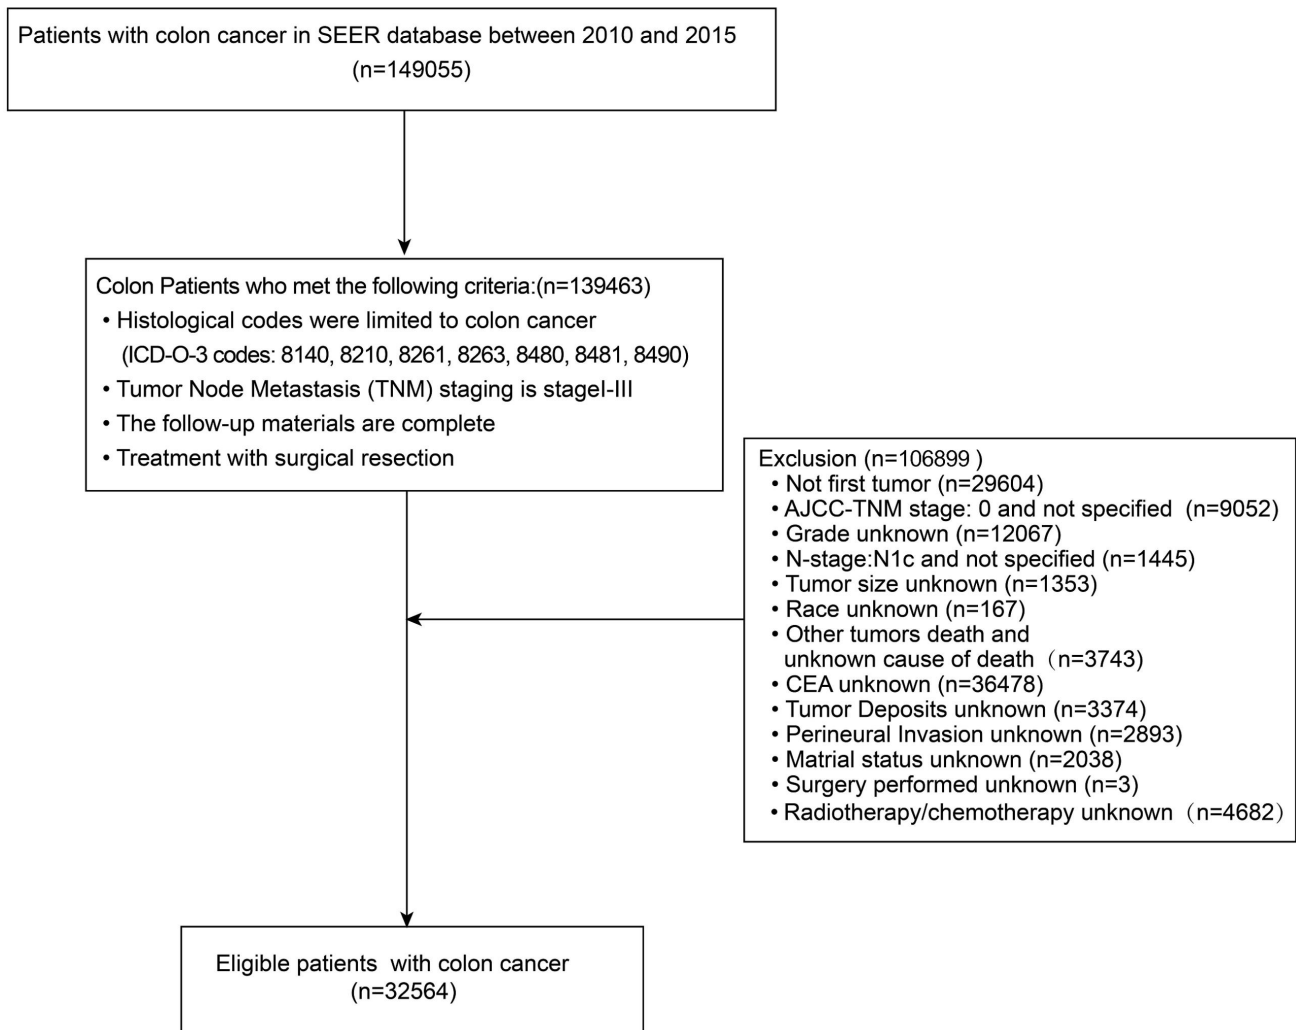 Patients with colon cancer in SEER database between 2010 and 2015
(n=149055)
Colon Patients who met the following criteria:(n=139463)
• Histological codes were limited to colon cancer
(ICD-O-3 codes: 8140, 8210, 8261, 8263, 8480, 8481, 8490)
• Tumor Node Metastasis (TNM) staging is stageI-III
• The follow-up materials are complete
• Treatment with surgical resection
Exclusion (n=106899 )
• Not first tumor (n=29604)
• AJCC-TNM stage: 0 and not specified  (n=9052)
• Grade unknown (n=12067)
• N-stage:N1c and not specified (n=1445)
• Tumor size unknown (n=1353)
• Race unknown (n=167)
• Other tumors death and
unknown cause of death（n=3743)
• CEA unknown (n=36478)
• Tumor Deposits unknown (n=3374)
• Perineural Invasion unknown (n=2893)
• Matrial status unknown (n=2038)
• Surgery performed unknown (n=3)
• Radiotherapy/chemotherapy unknown（n=4682）
Eligible patients  with colon cancer
(n=32564)